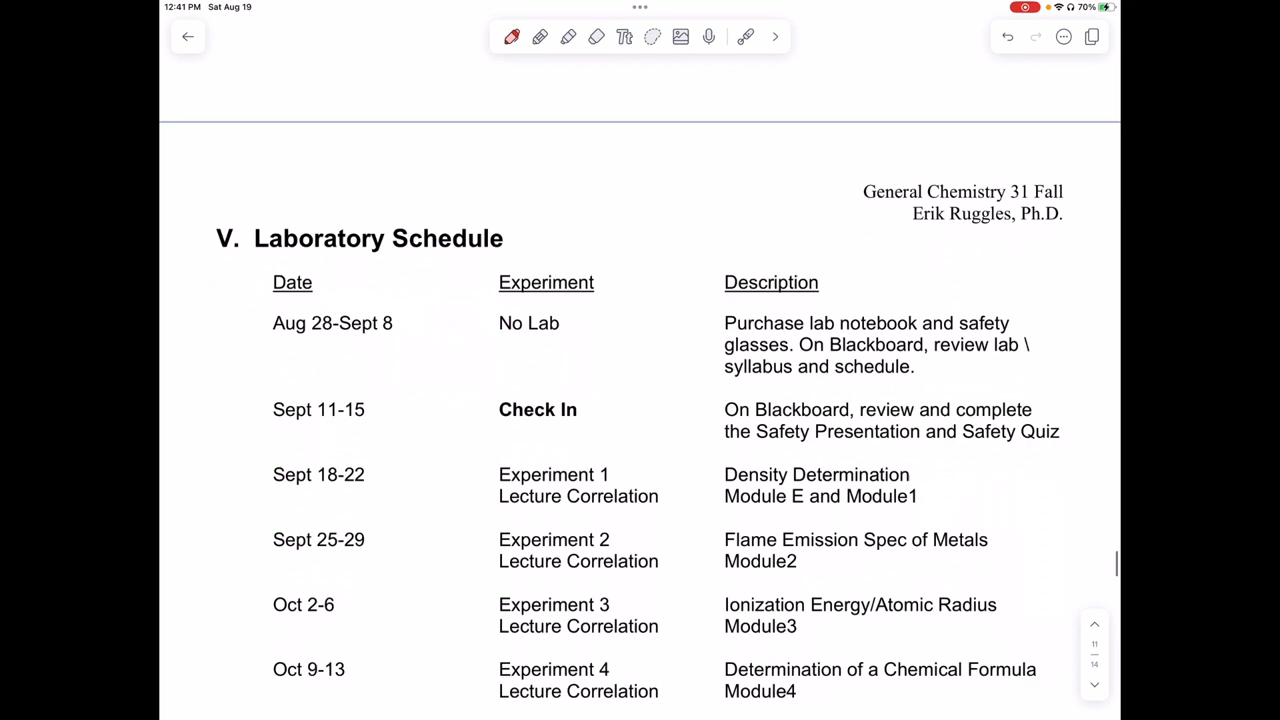 12:41 PM Sat Aug 19
70%
General Chemistry 31 Fall
Erik Ruggles, Ph.D.
V. Laboratory Schedule
Date Experiment Description
Aug 28-Sept 8 No Lab Purchase lab notebook and safety
glasses. On Blackboard, review lab \
syllabus and schedule.
Sept 11-15 Check In On Blackboard, review and complete
the Safety Presentation and Safety Quiz
Sept 18-22 Experiment 1 Density Determination
Lecture Correlation Module E and Module1
Sept 25-29 Experiment 2 Flame Emission Spec of Metals
Lecture Correlation Module2
Oct 2-6 Experiment 3 Ionization Energy/Atomic Radius
Lecture Correlation Module3
Oct 9-13 Experiment 4 Determination of a Chemical Formula
Lecture Correlation Module4
11
14